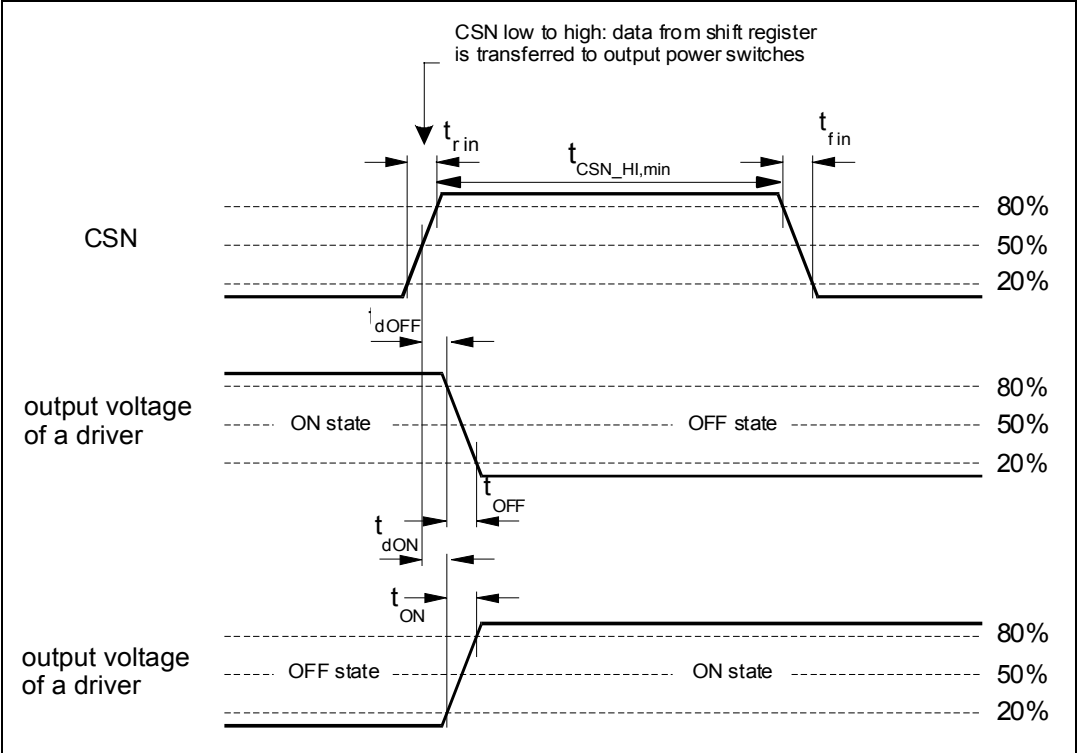 CSN low to high: data from shift register
is transferred to output power switches
t r in
t CSN_HI,min
t f in
CSN
80%
50%
20%
t dOFF
output voltage
of a driver
ON state
OFF state
80%
50%
20%
t OFF
t dON
t ON
output voltage
of a driver
OFF state
ON state
80%
50%
20%